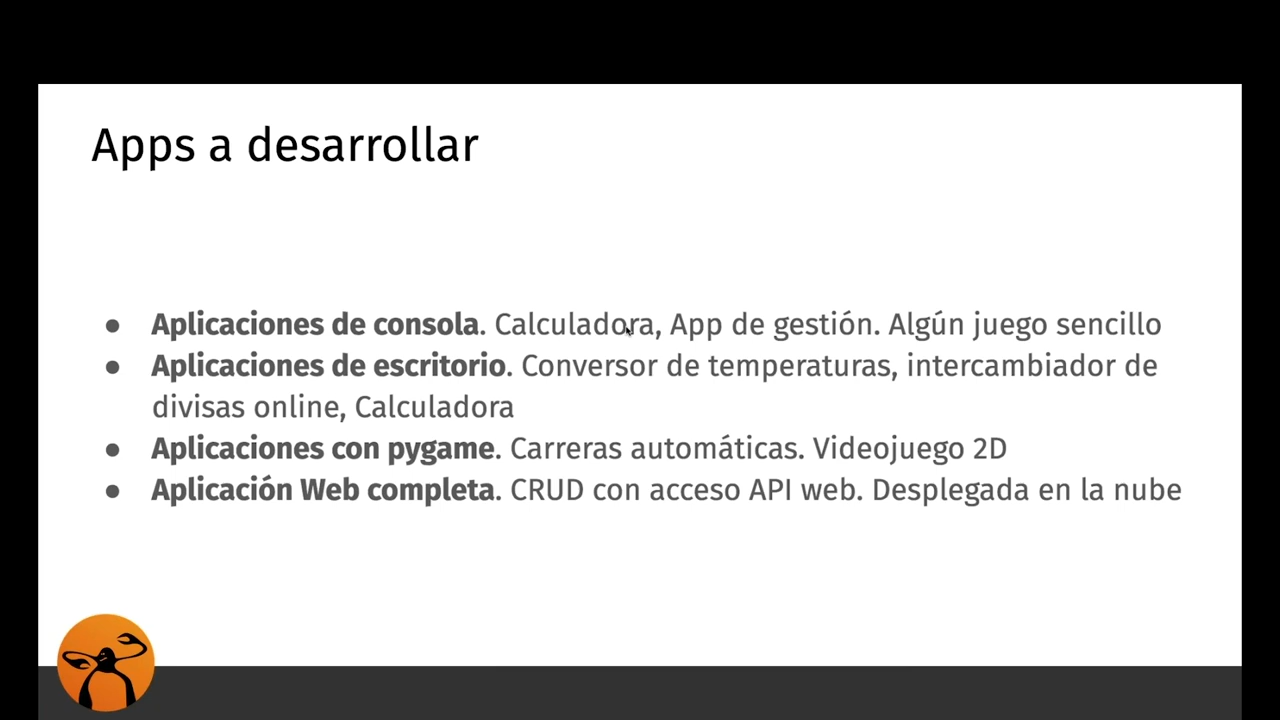 Apps a desarrollar
● Aplicaciones de consola. Calculadora, App de gestión. Algún juego sencillo
● Aplicaciones de escritorio. Conversor de temperaturas, intercambiador de
divisas online, Calculadora
● Aplicaciones con pygame. Carreras automáticas. Videojuego 2D
● Aplicación Web completa. CRUD con acceso API web. Desplegada en la nube